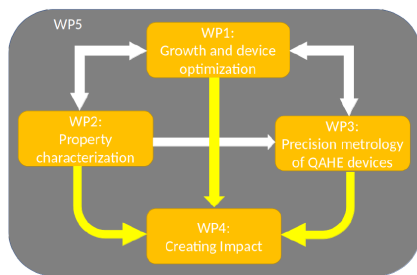 WP5
WP1:
Growth and device
optimization
WP2:
Property
characterization
WP3:
Precision metrology
of QAHE devices
WP4:
Creating Impact